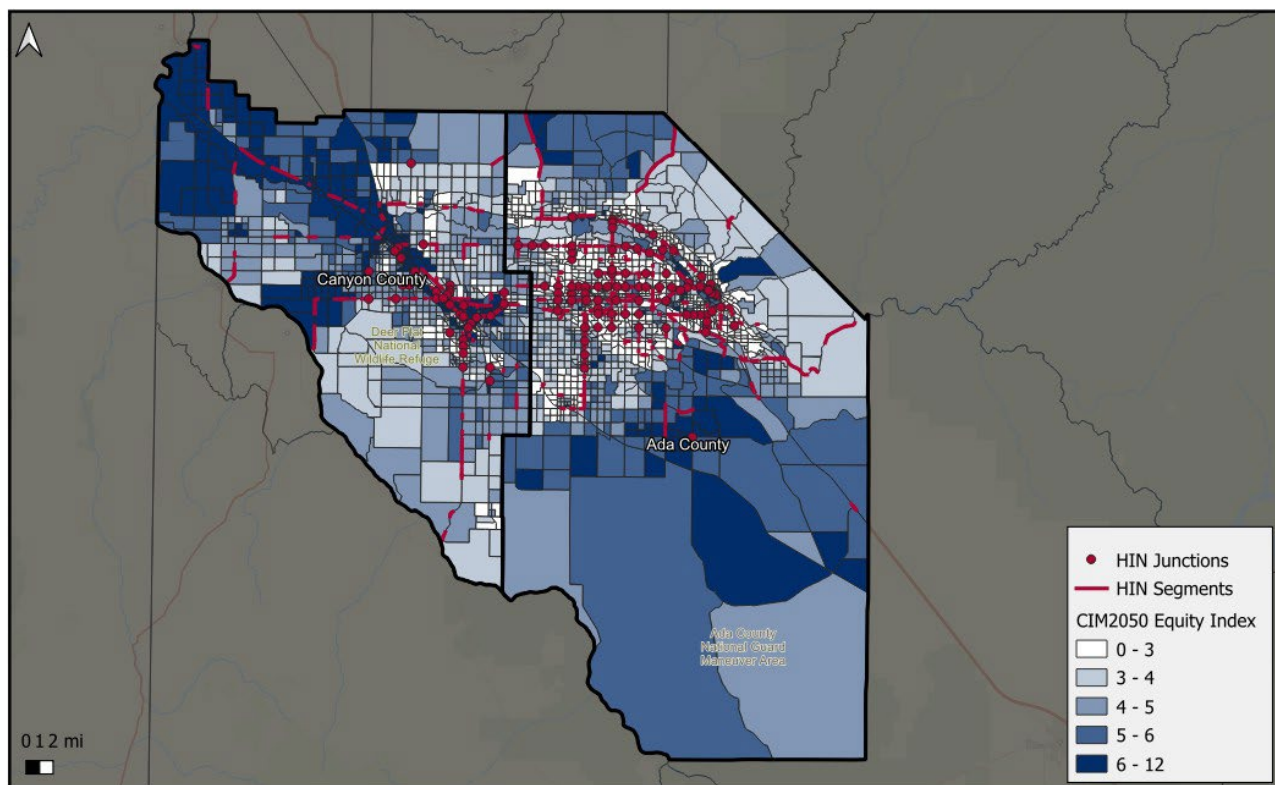 Canyon County
Deer Flat
National
Wildlife Refuge
Ada County
Ada County
National Guard
Maneuver Area
0 1 2 mi
HIN Junctions
HIN Segments
CIM2050 Equity Index
0 - 3
3 - 4
4 - 5
5 - 6
6 - 12